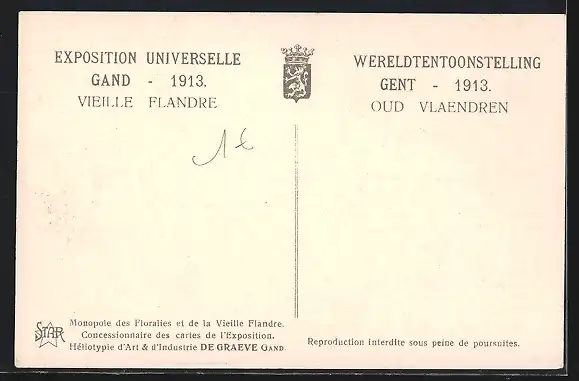 EXPOSITION UNIVERSELLE
GAND - 1913.
VIEILLE FLANDRE
WERELDTENTOONSTELLING
GENT - 1913.
OUD VLAENDREN
STAR
Monopole des Floralies et de la Vieille Flandre.
Concessionnaire des cartes de l'Exposition.
Héliotypie d'Art & d'Industrie DE GRAEVE GAND
Reproduction interdite sous peine de poursuites.